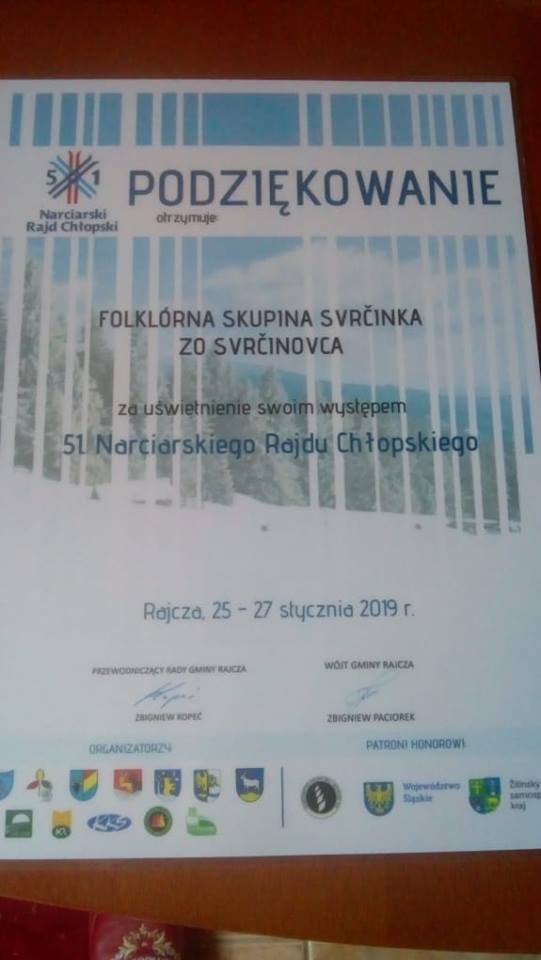 51
Narciarski
Rajd Chłopski
PODZIĘKOWANIE
otrzymuje:
FOLKLÓRNA SKUPINA SVRČINKA
ZO SVRČINOVCA
za uświetnienie swoim występem
51. Narciarskiego Rajdu Chłopskiego
Rajcza, 25 - 27 stycznia 2019 r.
PRZEWODNICZĄCY RADY GMINY RAJCZA
ZBIGNIEW KOPEĆ
WÓJT GMINY RAJCZA
ZBIGNIEW PACIOREK
ORGANIZATORZY:
PATRONI HONOROWI:
Województwo
Śląskie
Žilinský
samosp
kraj